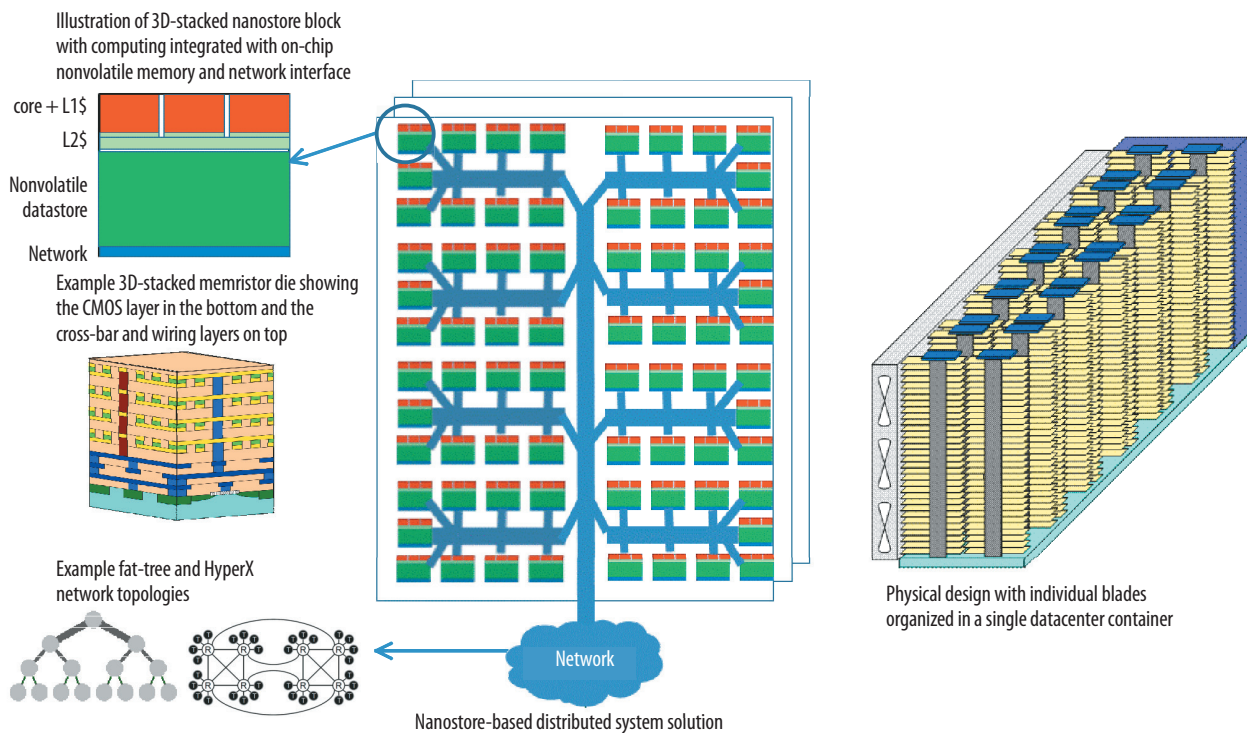 Illustration of 3D-stacked nanostore block
with computing integrated with on-chip
nonvolatile memory and network interface
core + L1$
L2$
Nonvolatile
datastore
Network
Example 3D-stacked memristor die showing
the CMOS layer in the bottom and the
cross-bar and wiring layers on top
Example fat-tree and HyperX
network topologies
T T T T T T T T T T T T
R R R R
R R R R
T T T T T T T T T T T T
Network
Nanostore-based distributed system solution
Physical design with individual blades
organized in a single datacenter container